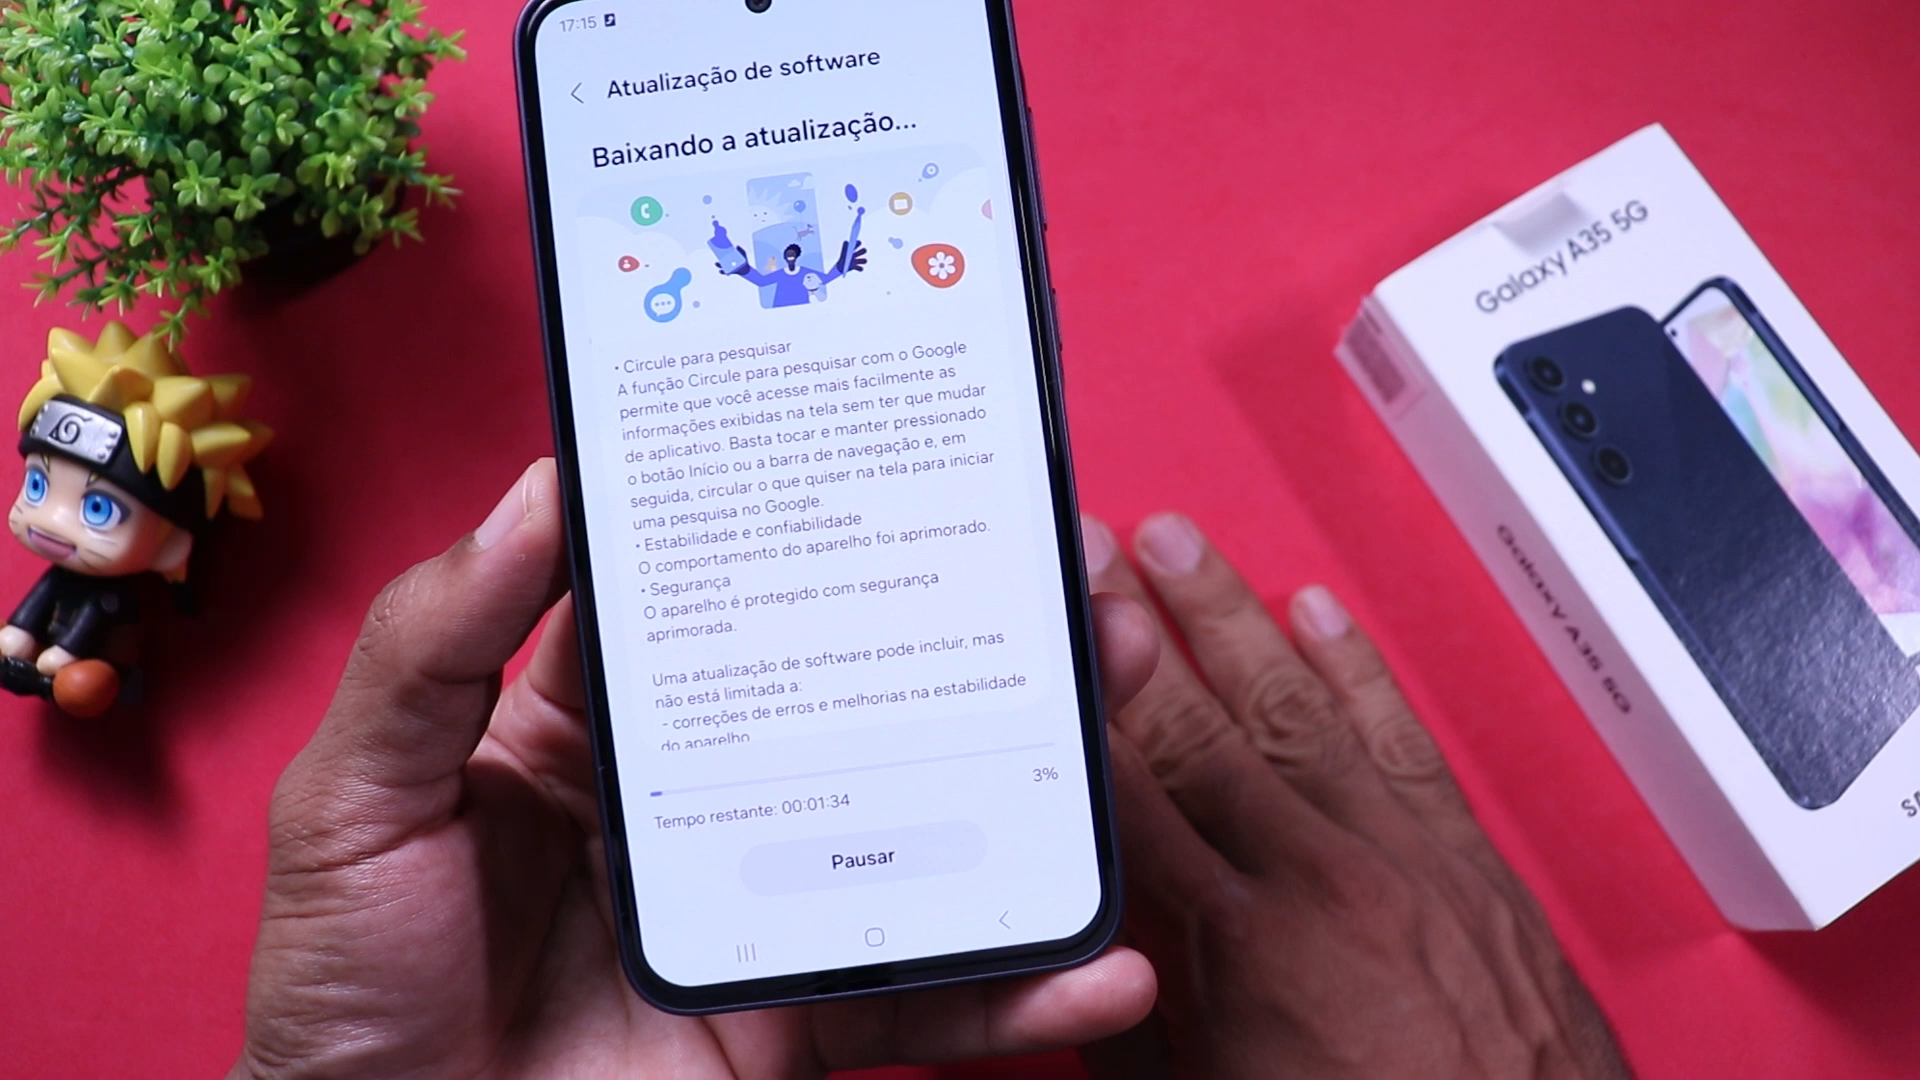 17:15
Atualização de software
Baixando a atualização...
• Circule para pesquisar
A função Circule para pesquisar com o Google
permite que você acesse mais facilmente as
informações exibidas na tela sem ter que mudar
de aplicativo. Basta tocar e manter pressionado
o botão Início ou a barra de navegação e, em
seguida, circular o que quiser na tela para iniciar
uma pesquisa no Google.
• Estabilidade e confiabilidade
O comportamento do aparelho foi aprimorado.
• Segurança
O aparelho é protegido com segurança
aprimorada.
Uma atualização de software pode incluir, mas
não está limitada a:
- correções de erros e melhorias na estabilidade
do aparelho
3%
Tempo restante: 00:01:34
Pausar
Galaxy A35 5G
Galaxy A35 5G